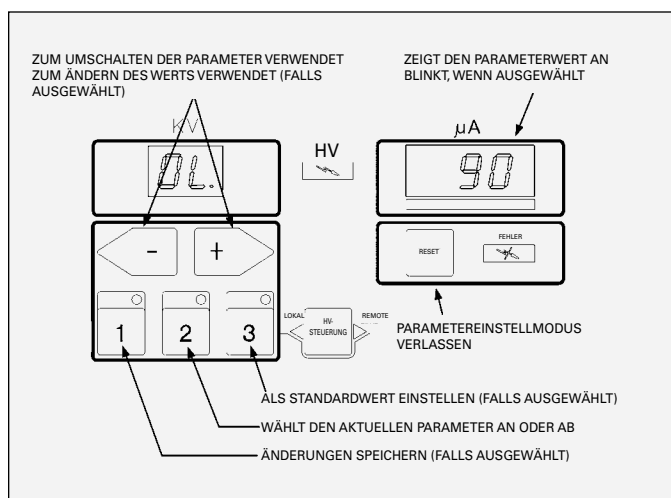 ZUM UMSCHALTEN DER PARAMETER VERWENDET
ZUM ÄNDERN DES WERTS VERWENDET (FALLS
AUSGEWÄHLT)
ZEIGT DEN PARAMETERWERT AN
BLINKT, WENN AUSGEWÄHLT
KV
HV
µA
OL.
90
- +
RESET
FEHLER
1 2 3
LOKAL
HV-
STEUERUNG
REMOTE
PARAMETEREINSTELLMODUS
VERLASSEN
ALS STANDARDWERT EINSTELLEN (FALLS AUSGEWÄHLT)
WÄHLT DEN AKTUELLEN PARAMETER AN ODER AB
ÄNDERUNGEN SPEICHERN (FALLS AUSGEWÄHLT)